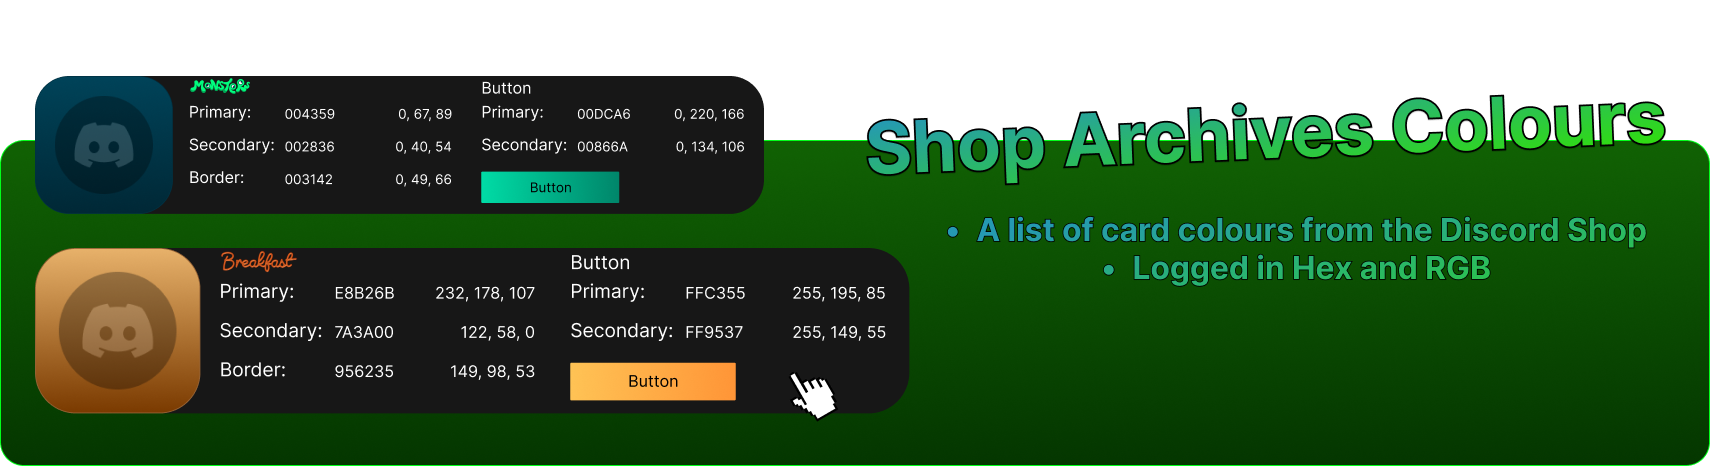 MONSTERS
Primary: 004359 0, 67, 89
Secondary: 002836 0, 40, 54
Border: 003142 0, 49, 66
Button
Primary: 00DCA6 0, 220, 166
Secondary: 00866A 0, 134, 106
Button
Breakfast
Primary: E8B26B 232, 178, 107
Secondary: 7A3A00 122, 58, 0
Border: 956235 149, 98, 53
Button
Primary: FFC355 255, 195, 85
Secondary: FF9537 255, 149, 55
Button
Shop Archives Colours
• A list of card colours from the Discord Shop
• Logged in Hex and RGB